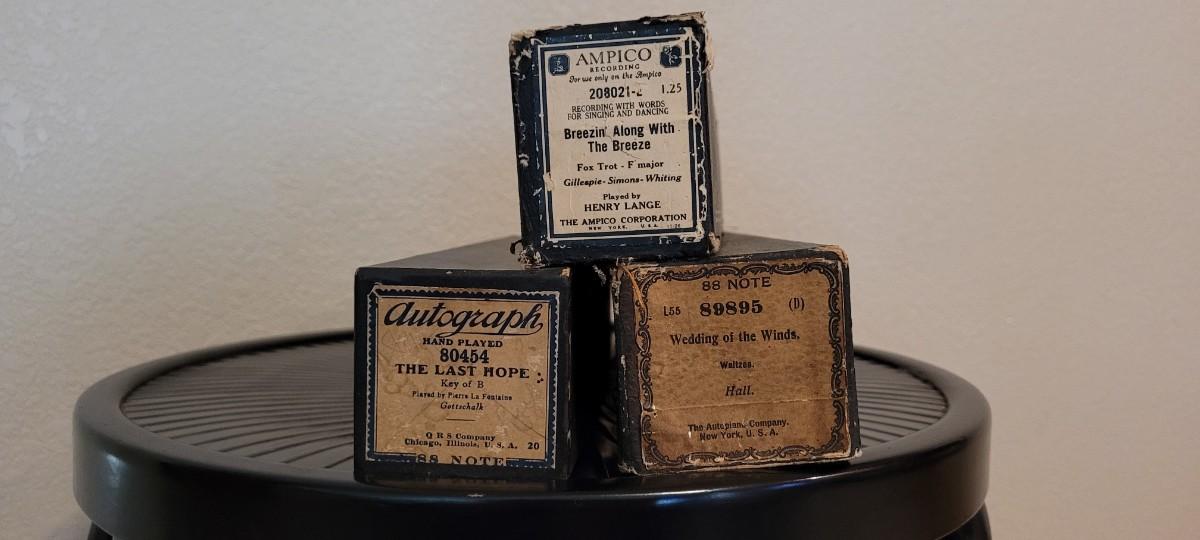 AMPICO
RECORDING
For use only on the Ampico
208021- 1.25
RECORDING WITH WORDS
FOR SINGING AND DANCING
Breezin' Along With
The Breeze
Fox Trot - F major
Gillespie-Simons-Whiting
Played by
HENRY LANGE
THE AMPICO CORPORATION
NEW YORK, U.S.A.
Autograph
HAND PLAYED
80454
THE LAST HOPE
Key of B
Played by Pierre La Fontaine
Gottschalk
Q R S Company
Chicago, Illinois, U. S. A. 20
88 NOTE
88 NOTE
L55 89895 (D)
Wedding of the Winds.
Waltzes.
Hall.
The Autopiano Company.
New York, U. S. A.